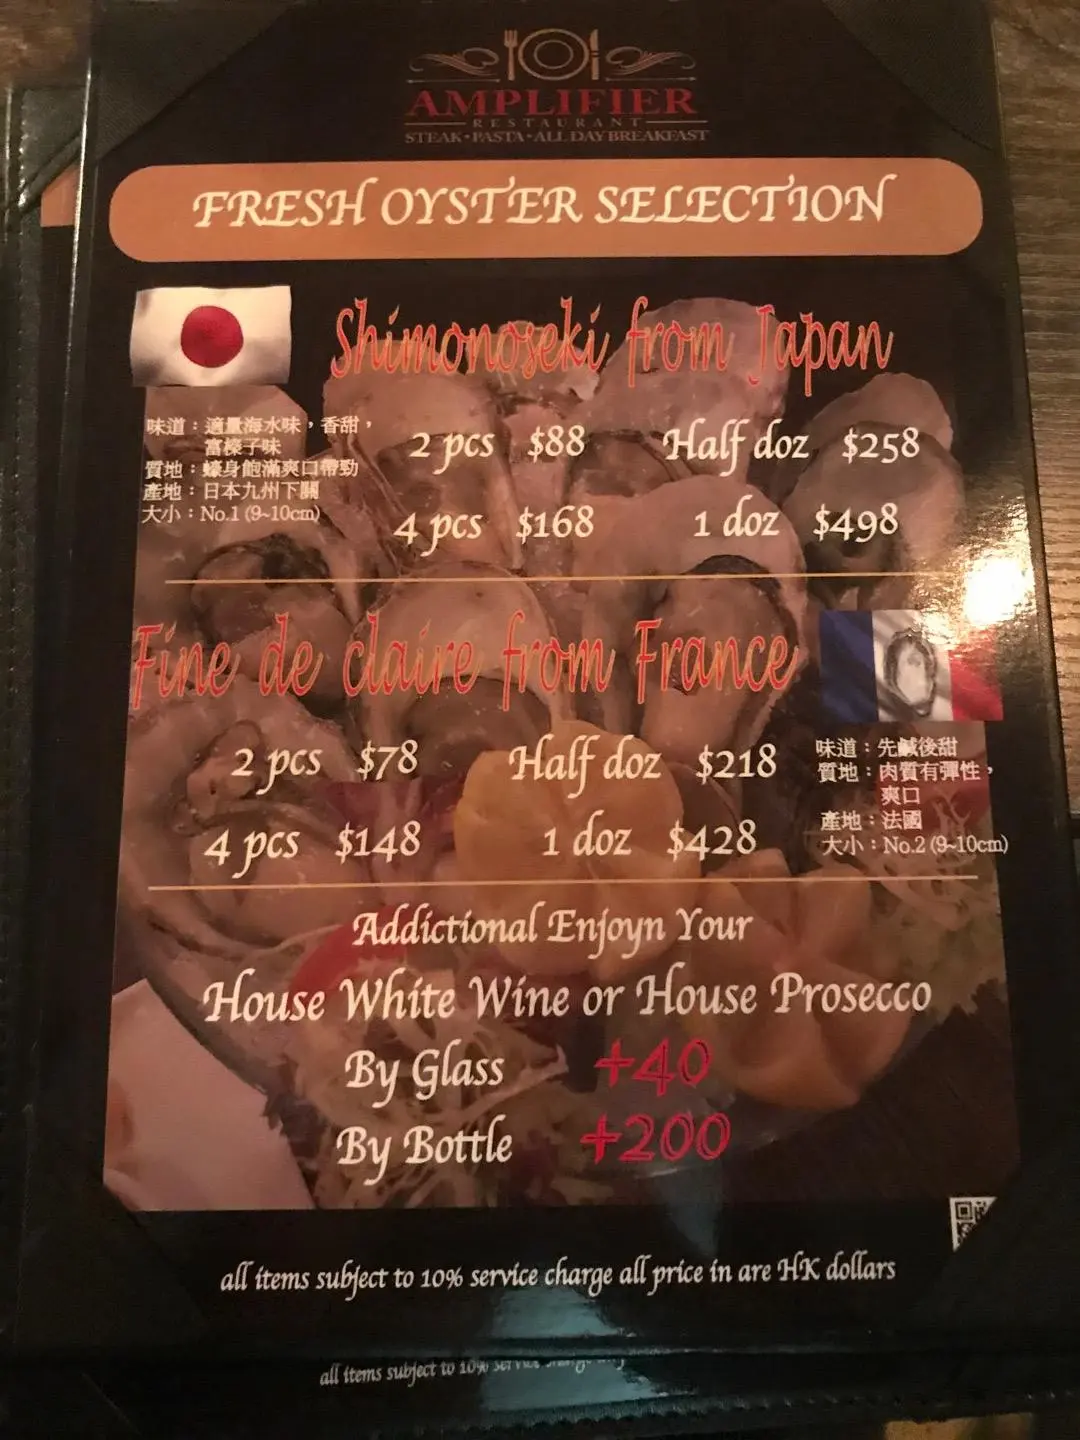 AMPLIFIER
RESTAURANT
STEAK • PASTA • ALL DAY BREAKFAST
FRESH OYSTER SELECTION
Shimonoseki from Japan
味道：適量海水味，香甜，
富榛子味
質地：蠔身飽滿爽口帶勁
產地：日本九州下關
大小：No.1 (9~10cm)
2 pcs $88 Half doz $258
4 pcs $168 1 doz $498
Fine de claire from France
2 pcs $78 Half doz $218
4 pcs $148 1 doz $428
味道：先鹹後甜
質地：肉質有彈性，
爽口
產地：法國
大小：No.2 (9~10cm)
Addictional Enjoyn Your
House White Wine or House Prosecco
By Glass +40
By Bottle +200
all items subject to 10% service charge all price in are HK dollars
all items subject to 10%